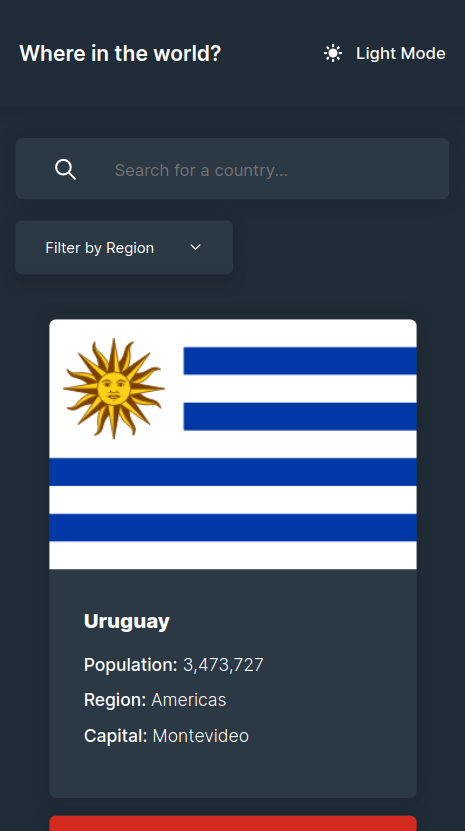 Where in the world? Light Mode
Search for a country...
Filter by Region
Uruguay
Population: 3,473,727
Region: Americas
Capital: Montevideo